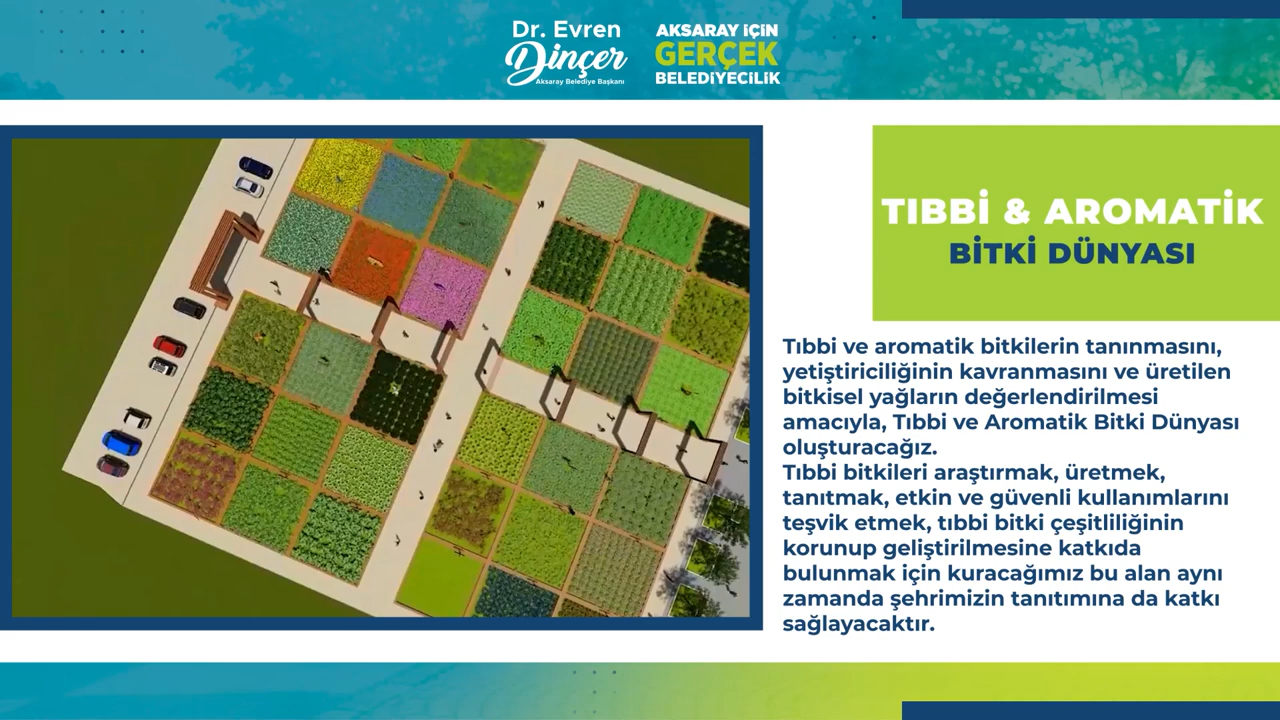 Dr. Evren
Dinçer
Aksaray Belediye Başkanı
AKSARAY İÇİN
GERÇEK
BELEDİYECİLİK
TIBBİ & AROMATİK
BİTKİ DÜNYASI
Tıbbi ve aromatik bitkilerin tanınmasını,
yetiştiriciliğinin kavranmasını ve üretilen
bitkisel yağların değerlendirilmesi
amacıyla, Tıbbi ve Aromatik Bitki Dünyası
oluşturacağız.
Tıbbi bitkileri araştırmak, üretmek,
tanıtmak, etkin ve güvenli kullanımlarını
teşvik etmek, tıbbi bitki çeşitliliğinin
korunup geliştirilmesine katkıda
bulunmak için kuracağımız bu alan aynı
zamanda şehrimizin tanıtımına da katkı
sağlayacaktır.